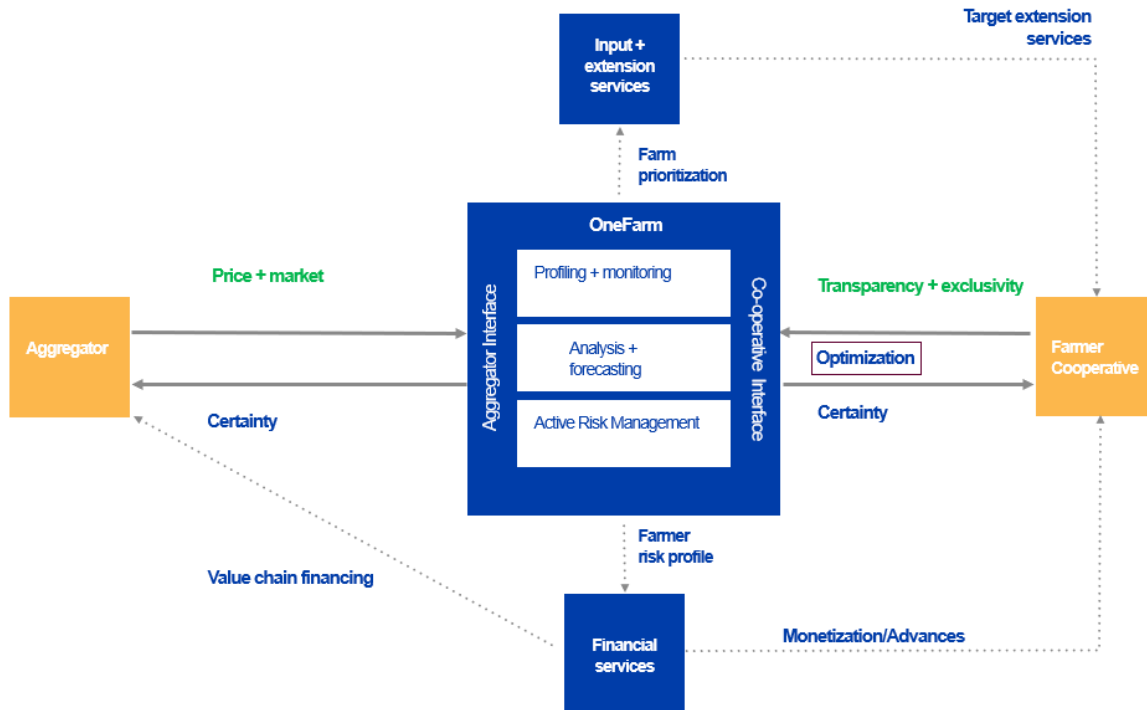 Target extension
services
Input +
extension
services
Farm
prioritization
OneFarm
Price + market
Profiling + monitoring
Transparency + exclusivity
Aggregator
Aggregator Interface
Analysis +
forecasting
Co-operative Interface
Optimization
Farmer
Cooperative
Certainty
Active Risk Management
Certainty
Farmer
risk profile
Value chain financing
Financial
services
Monetization/Advances